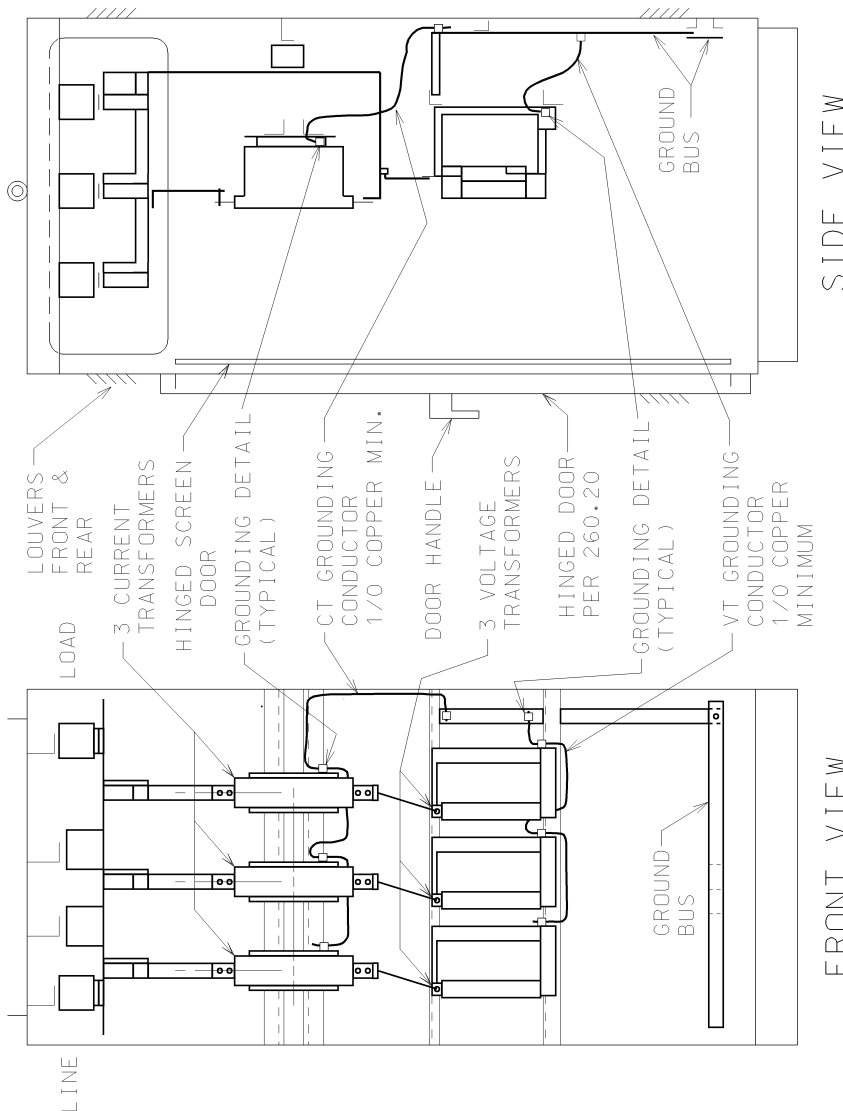 LINE
LOAD
FRONT VIEW
GROUND
BUS
LOUVERS
FRONT &
REAR
3 CURRENT
TRANSFORMERS
HINGED SCREEN
DOOR
GROUNDING DETAIL
(TYPICAL)
CT GROUNDING
CONDUCTOR
1/0 COPPER MIN.
DOOR HANDLE
3 VOLTAGE
TRANSFORMERS
HINGED DOOR
PER 260.20
GROUNDING DETAIL
(TYPICAL)
VT GROUNDING
CONDUCTOR
1/0 COPPER
MINIMUM
GROUND
BUS
SIDE VIEW